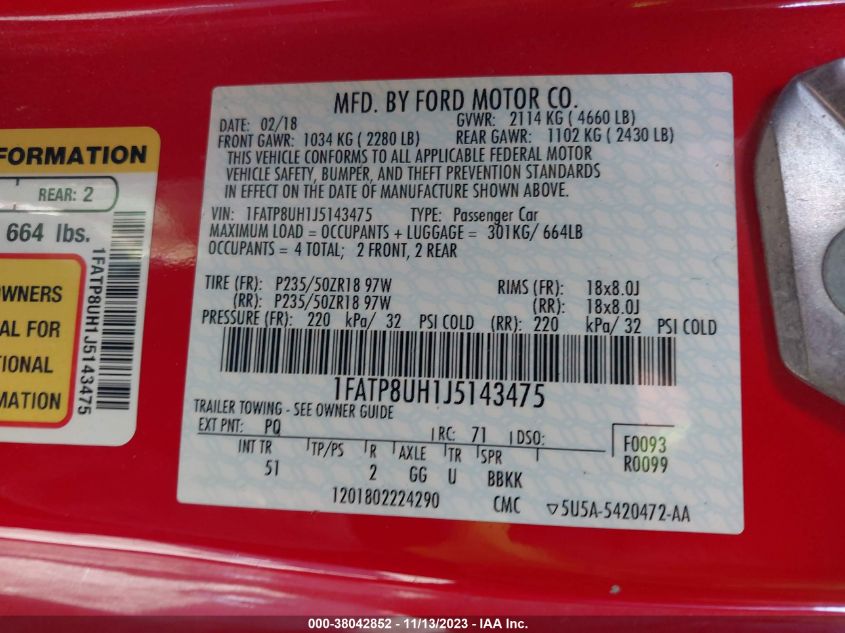 FORMATION
REAR: 2
664 lbs.
OWNERS
AL FOR
TIONAL
MATION
1FATP8UH1J5143475
MFD. BY FORD MOTOR CO.
DATE: 02/18 GVWR: 2114 KG ( 4660 LB)
FRONT GAWR: 1034 KG ( 2280 LB) REAR GAWR: 1102 KG ( 2430 LB)
THIS VEHICLE CONFORMS TO ALL APPLICABLE FEDERAL MOTOR
VEHICLE SAFETY, BUMPER, AND THEFT PREVENTION STANDARDS
IN EFFECT ON THE DATE OF MANUFACTURE SHOWN ABOVE.
VIN: 1FATP8UH1J5143475 TYPE: Passenger Car
MAXIMUM LOAD = OCCUPANTS + LUGGAGE = 301KG/ 664LB
OCCUPANTS = 4 TOTAL; 2 FRONT, 2 REAR
TIRE (FR): P235/50ZR18 97W RIMS (FR): 18x8.0J
(RR): P235/50ZR18 97W (RR): 18x8.0J
PRESSURE (FR): 220 kPa/ 32 PSI COLD (RR): 220 kPa/ 32 PSI COLD
1FATP8UH1J5143475
TRAILER TOWING - SEE OWNER GUIDE
EXT PNT: PQ RC: 71 DSO: F0093
INT TR TP/PS R AXLE TR SPR R0099
51 2 GG U BBKK
1201802224290 CMC ▽5U5A-5420472-AA
000-38042852 - 11/13/2023 - IAA Inc.